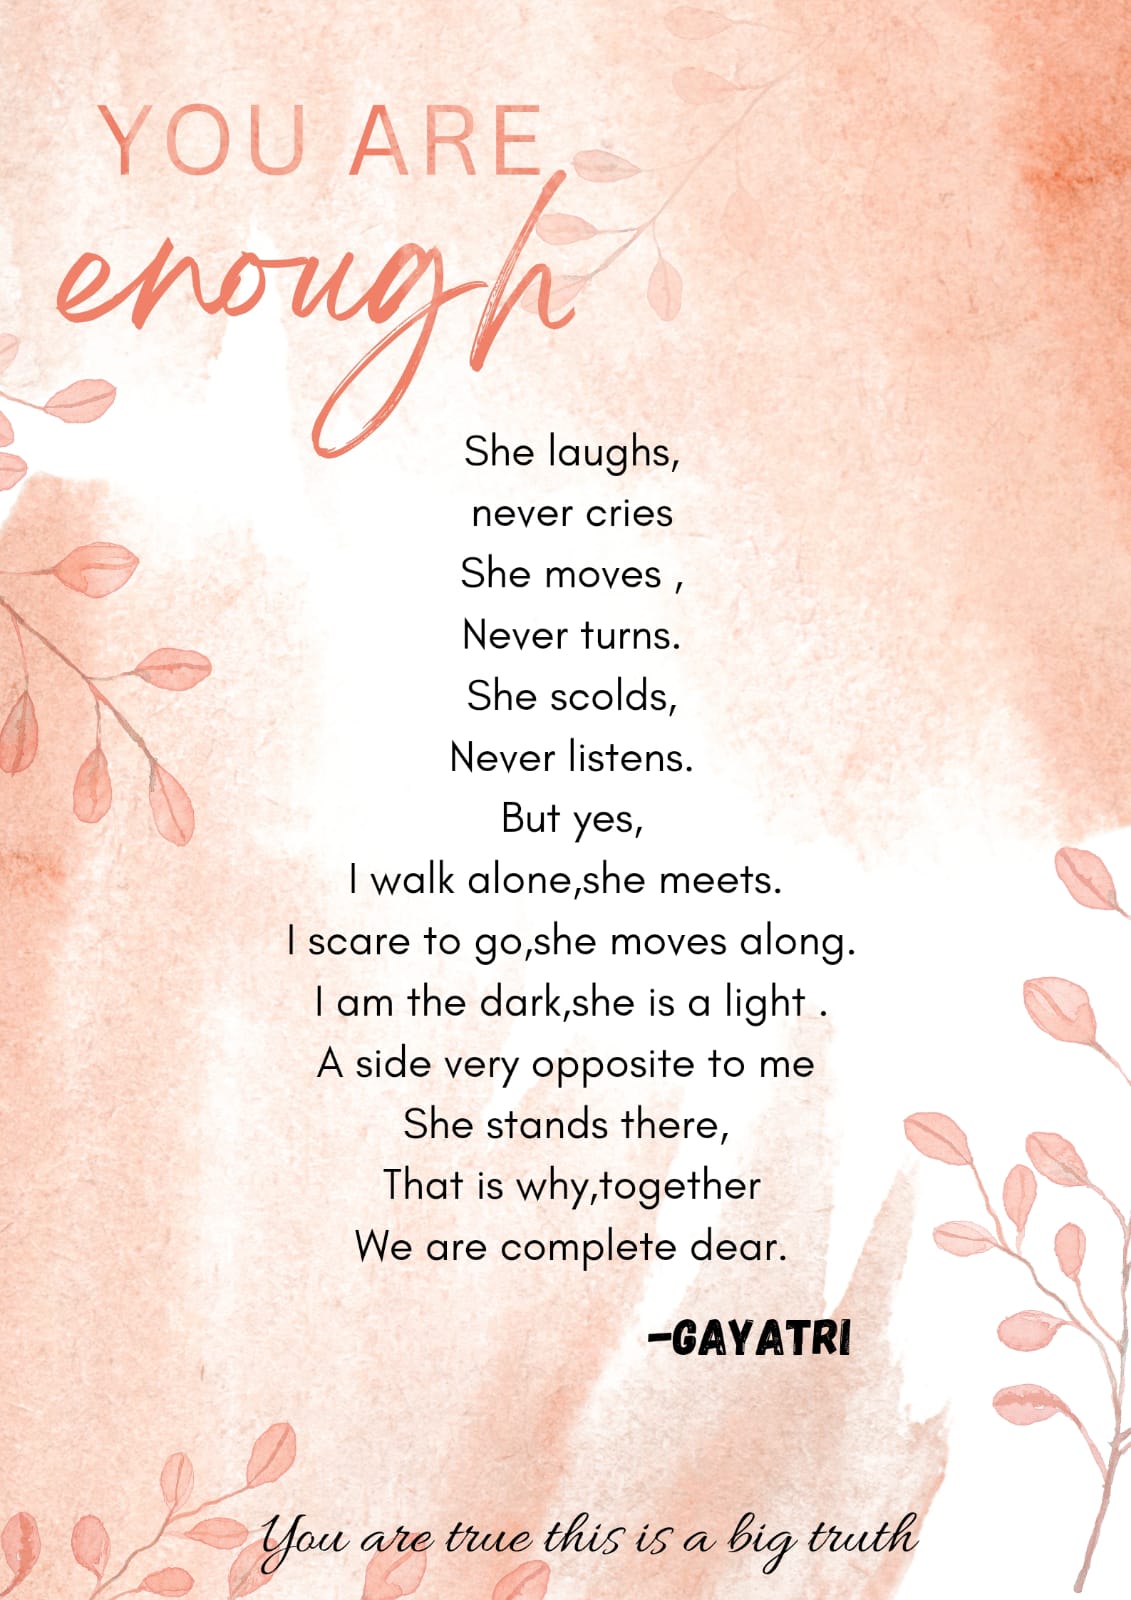 YOU ARE
enough
She laughs,
never cries
She moves ,
Never turns.
She scolds,
Never listens.
But yes,
I walk alone,she meets.
I scare to go,she moves along.
I am the dark,she is a light .
A side very opposite to me
She stands there,
That is why,together
We are complete dear.
-GAYATRI
You are true this is a big truth